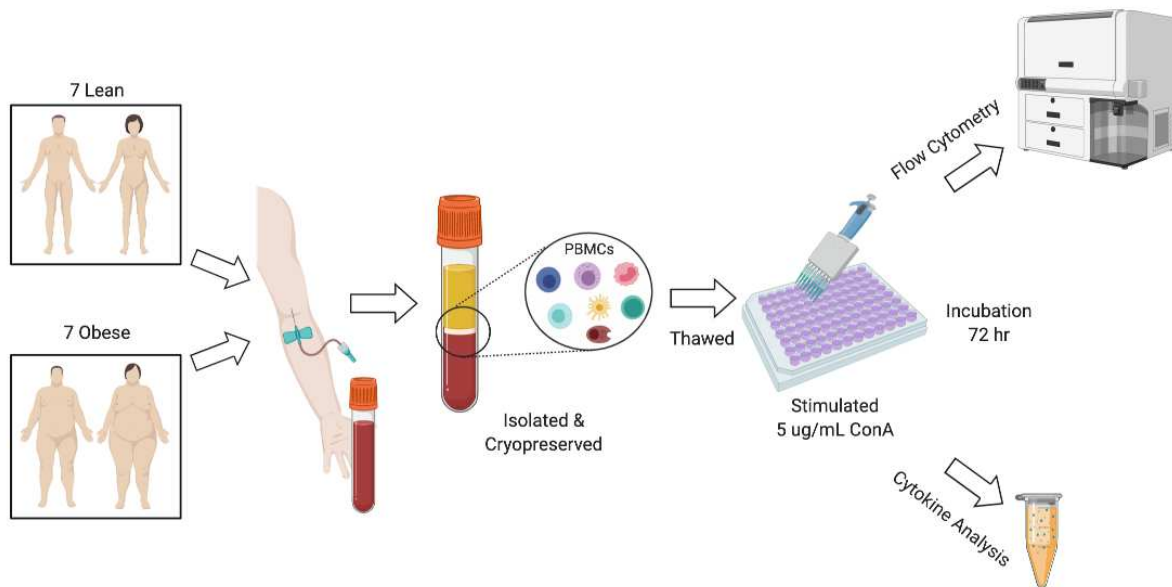 7 Lean
7 Obese
PBMCs
Isolated &
Cryopreserved
Thawed
Stimulated
5 ug/mL ConA
Incubation
72 hr
Flow Cytometry
Cytokine Analysis